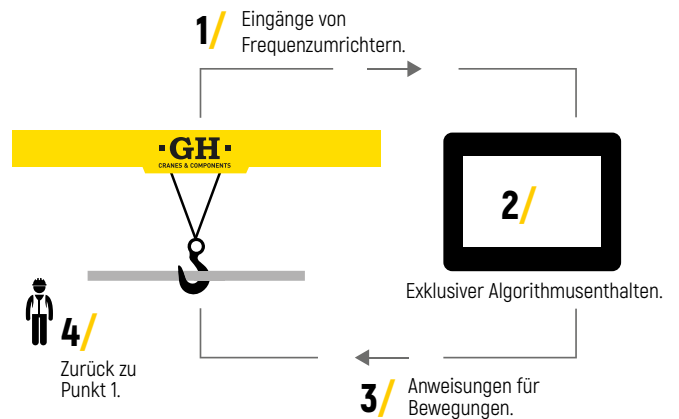 1/ Eingänge von
Frequenzumrichtern.
·GH·
CRANES & COMPONENTS
2/
Exklusiver Algorithmusenthalten.
3/ Anweisungen für
Bewegungen.
4/
Zurück zu
Punkt 1.